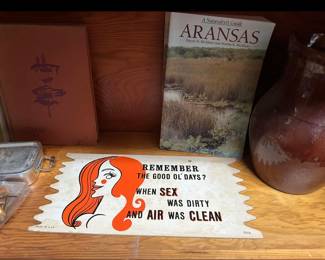 A Naturalist's Guide
ARANSAS
REMEMBER
THE GOOD OL' DAYS?
WHEN SEX
WAS DIRTY
AND AIR WAS CLEAN